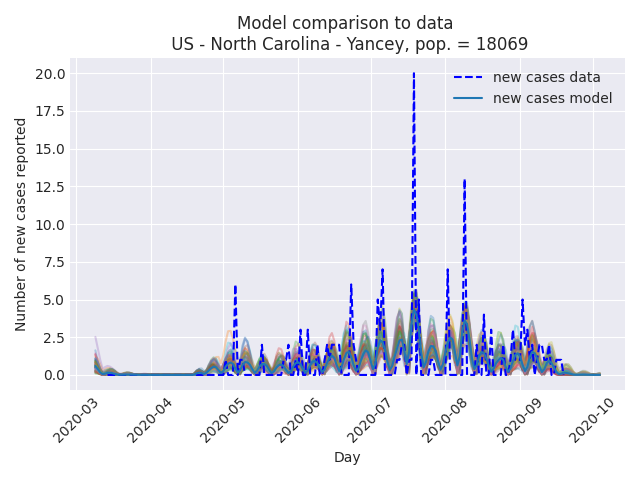 Model comparison to data
US - North Carolina - Yancey, pop. = 18069
20.0
17.5
15.0
12.5
10.0
7.5
5.0
2.5
0.0
Number of new cases reported
new cases data
new cases model
2020-03
2020-04
2020-05
2020-06
2020-07
2020-08
2020-09
2020-10
Day